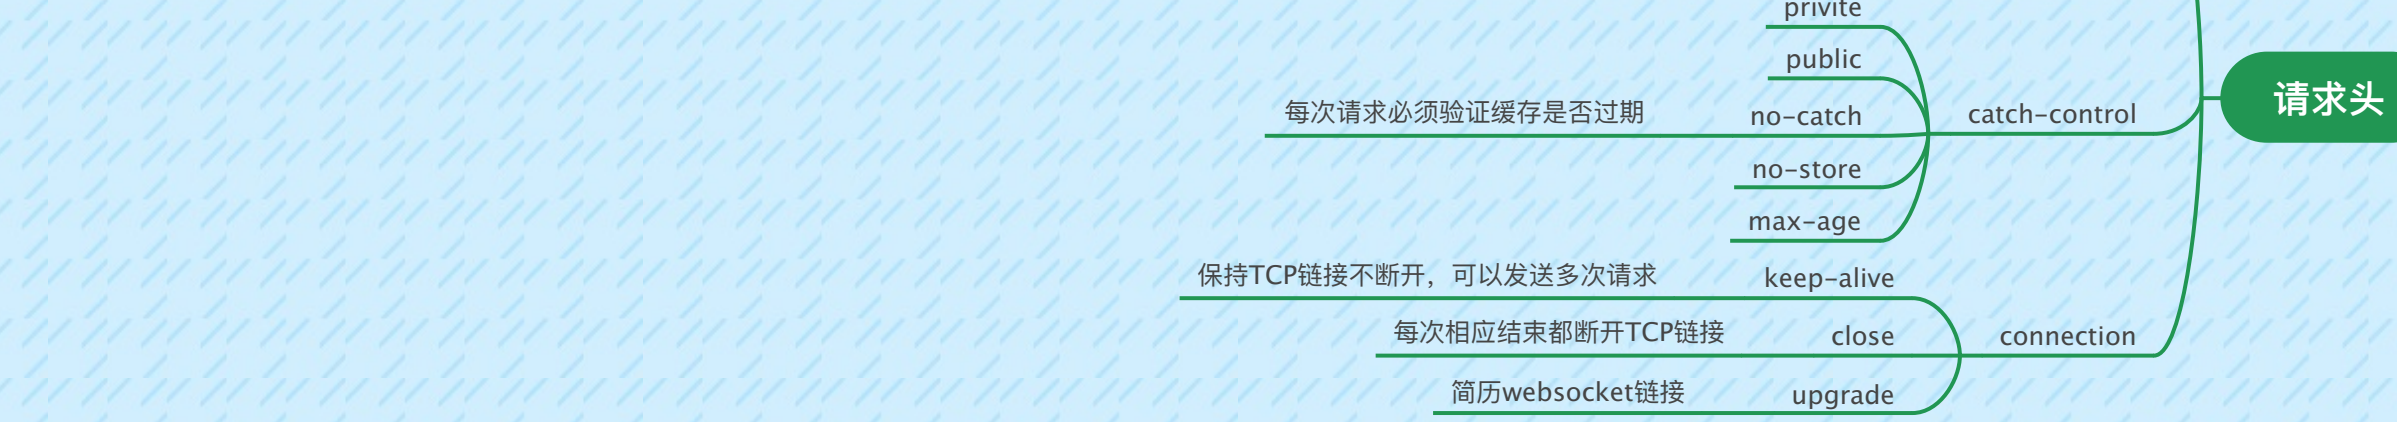 privite
public
每次请求必须验证缓存是否过期 no-catch
catch-control
请求头
no-store
max-age
保持TCP链接不断开，可以发送多次请求 keep-alive
每次相应结束都断开TCP链接 close
connection
简历websocket链接 upgrade